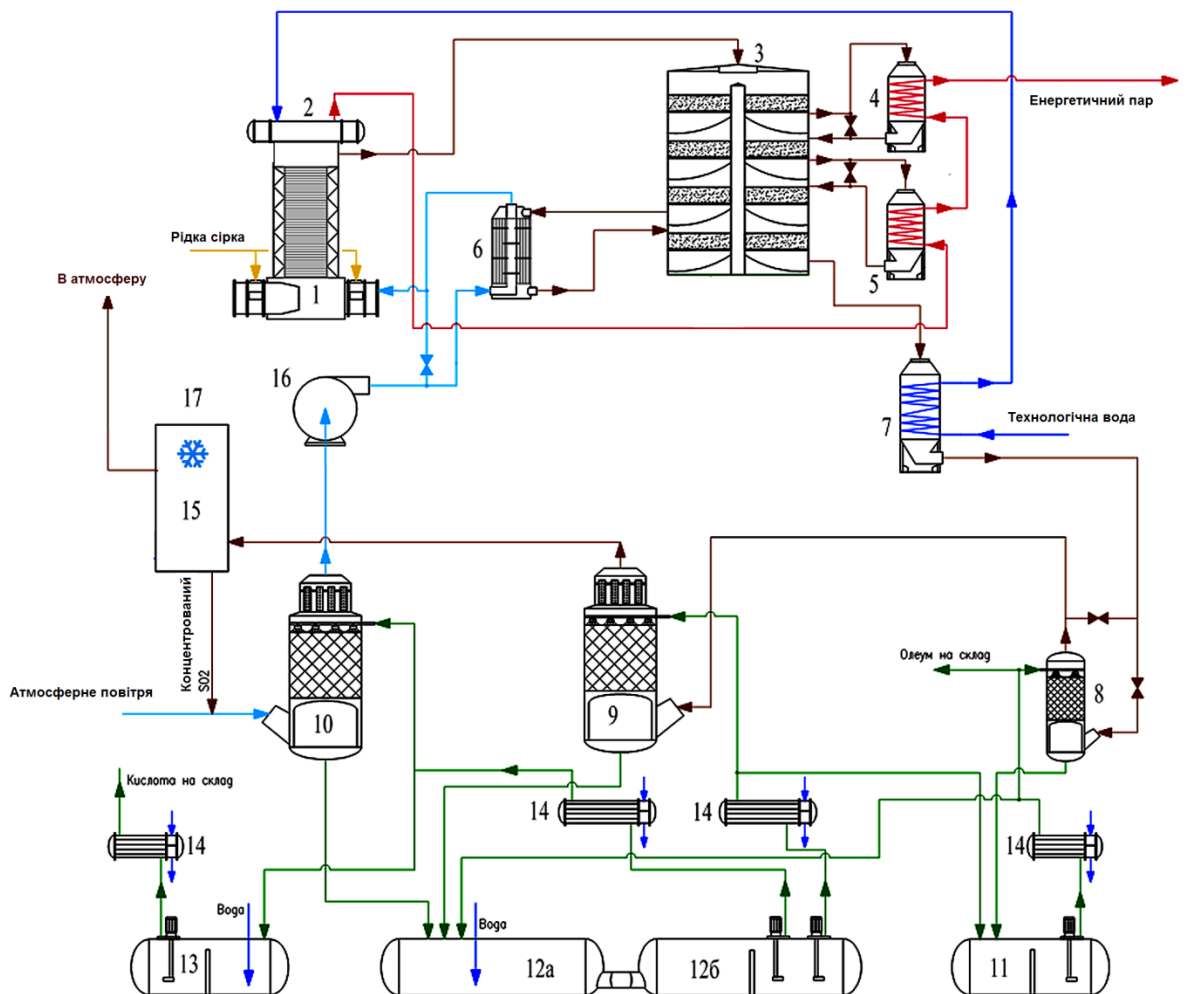 3
4
Енергетичний пар
2
Рідка сірка
6
5
В атмосферу
1
16
17
7
Технологічна вода
15
Концентрований
SO2
Олеум на склад
8
Атмосферне повітря
10
9
Кислота на склад
14
14
14
14
Вода
Вода
13
12а
12б
11